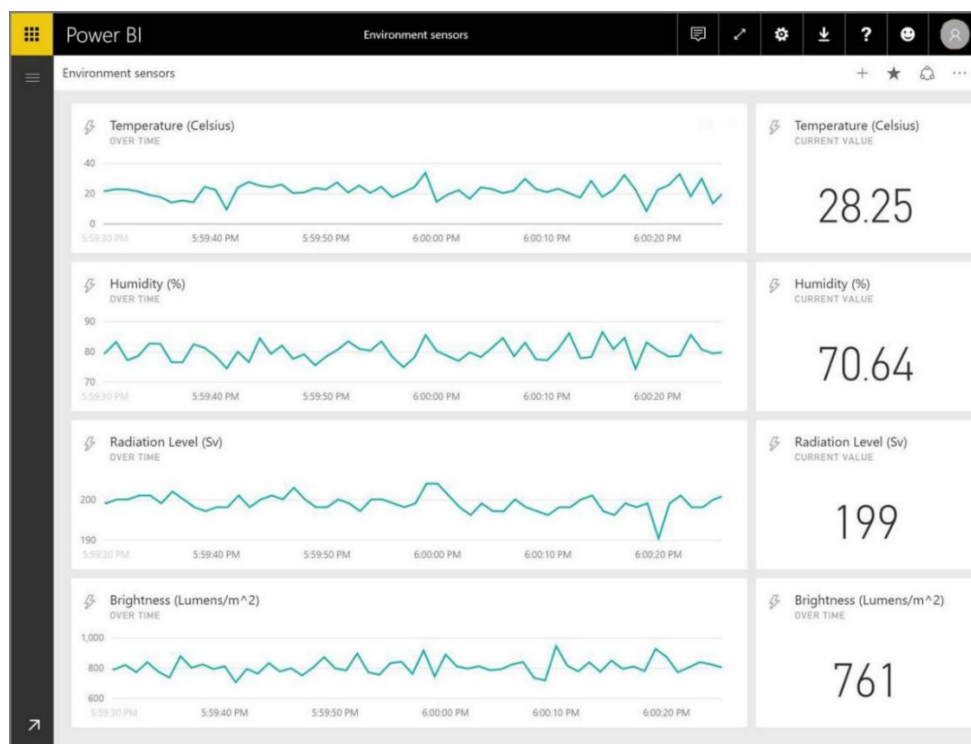 Power BI
Environment sensors
?
Environment sensors
Temperature (Celsius)
OVER TIME
40
20
0
5:59:30 PM 5:59:40 PM 5:59:50 PM 6:00:00 PM 6:00:10 PM 6:00:20 PM
Temperature (Celsius)
CURRENT VALUE
28.25
Humidity (%)
OVER TIME
90
80
70
5:59:30 PM 5:59:40 PM 5:59:50 PM 6:00:00 PM 6:00:10 PM 6:00:20 PM
Humidity (%)
CURRENT VALUE
70.64
Radiation Level (Sv)
OVER TIME
200
190
5:59:30 PM 5:59:40 PM 5:59:50 PM 6:00:00 PM 6:00:10 PM 6:00:20 PM
Radiation Level (Sv)
CURRENT VALUE
199
Brightness (Lumens/m^2)
OVER TIME
1,000
800
600
5:59:30 PM 5:59:40 PM 5:59:50 PM 6:00:00 PM 6:00:10 PM 6:00:20 PM
Brightness (Lumens/m^2)
OVER TIME
761